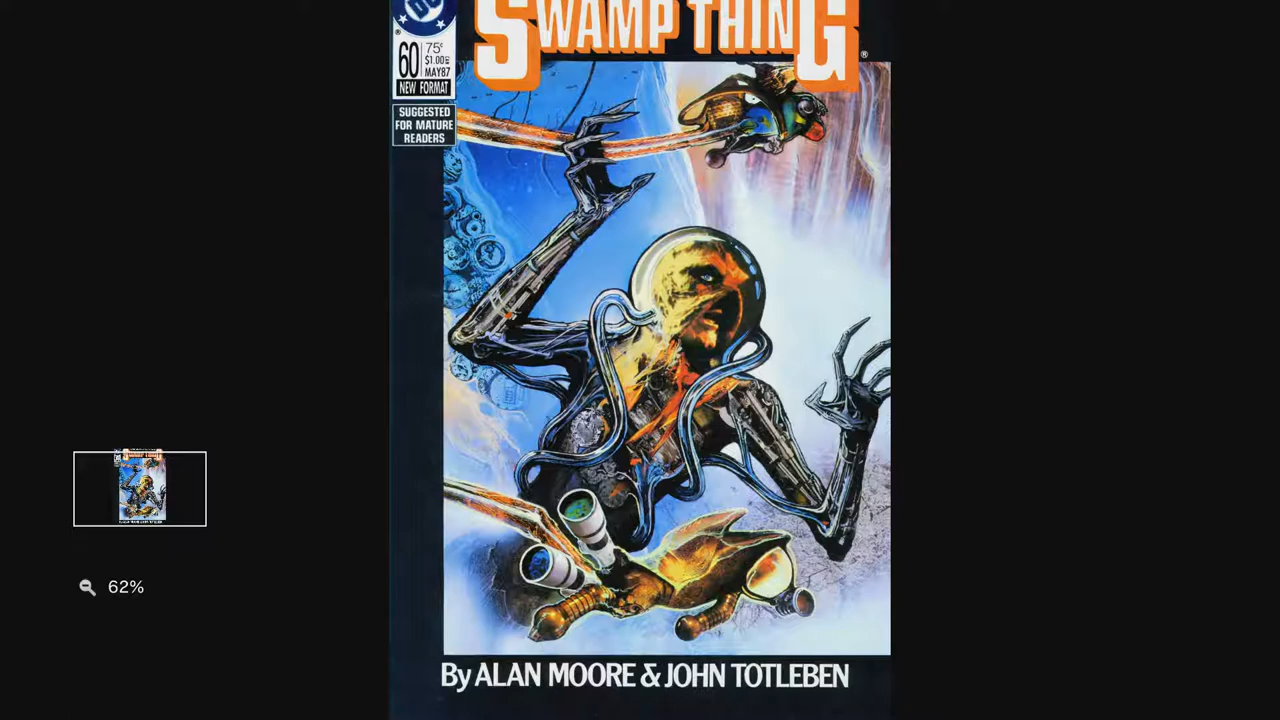 DC
SWAMP THING
®
60
75¢
$1.00
MAY87
NEW FORMAT
SUGGESTED
FOR MATURE
READERS
By ALAN MOORE & JOHN TOTLEBEN
62%